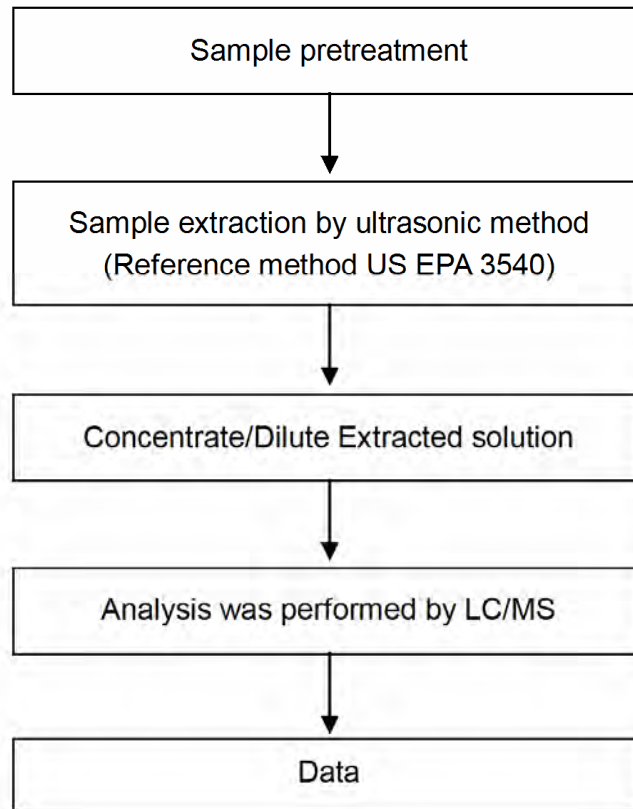 Sample pretreatment
Sample extraction by ultrasonic method
(Reference method US EPA 3540)
Concentrate/Dilute Extracted solution
Analysis was performed by LC/MS
Data